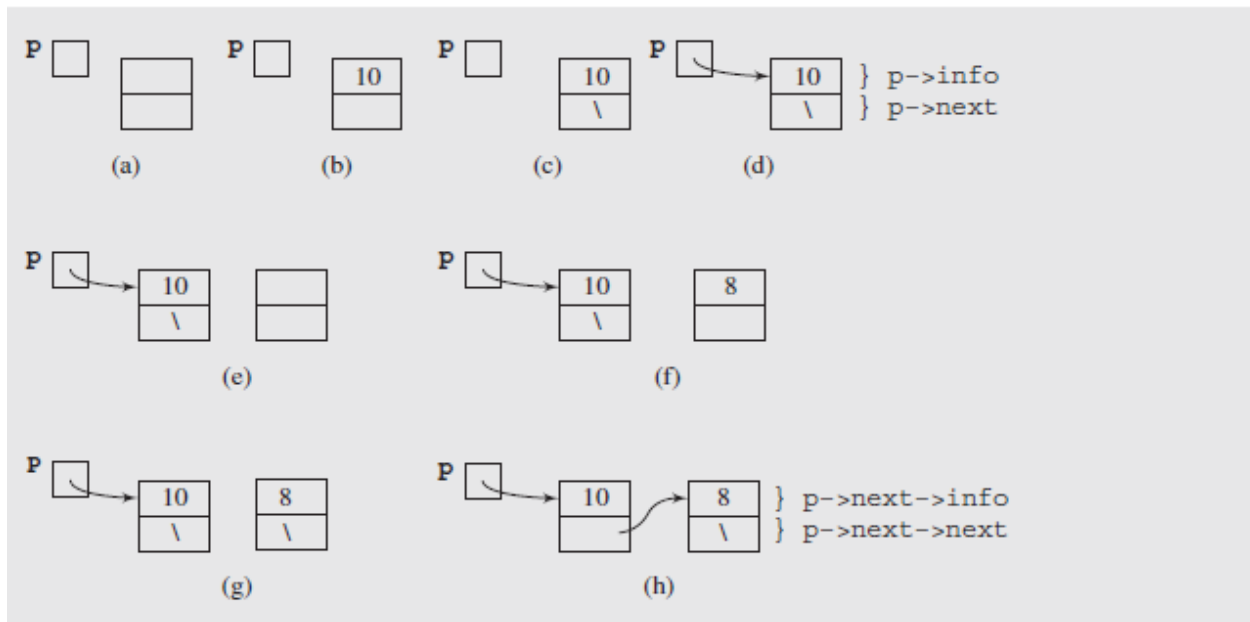 p p 10 p 10 p 10 } p->info
\ \ } p->next
(a) (b) (c) (d)
p 10 p 10 8
\ \
(e) (f)
p 10 8 p 10 8 } p->next->info
\ \ \ } p->next->next
(g) (h)